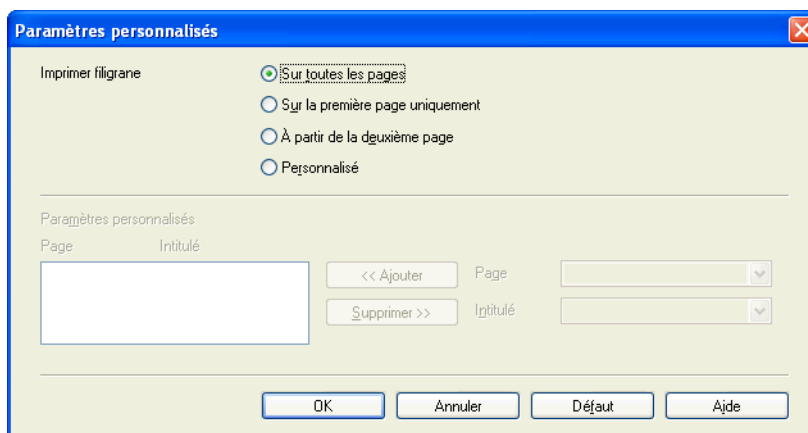 Paramètres personnalisés
Imprimer filigrane
Sur toutes les pages
Sur la première page uniquement
À partir de la deuxième page
Personnalisé
Paramètres personnalisés
Page Intitulé
<< Ajouter Page
Supprimer >> Intitulé
OK Annuler Défaut Aide